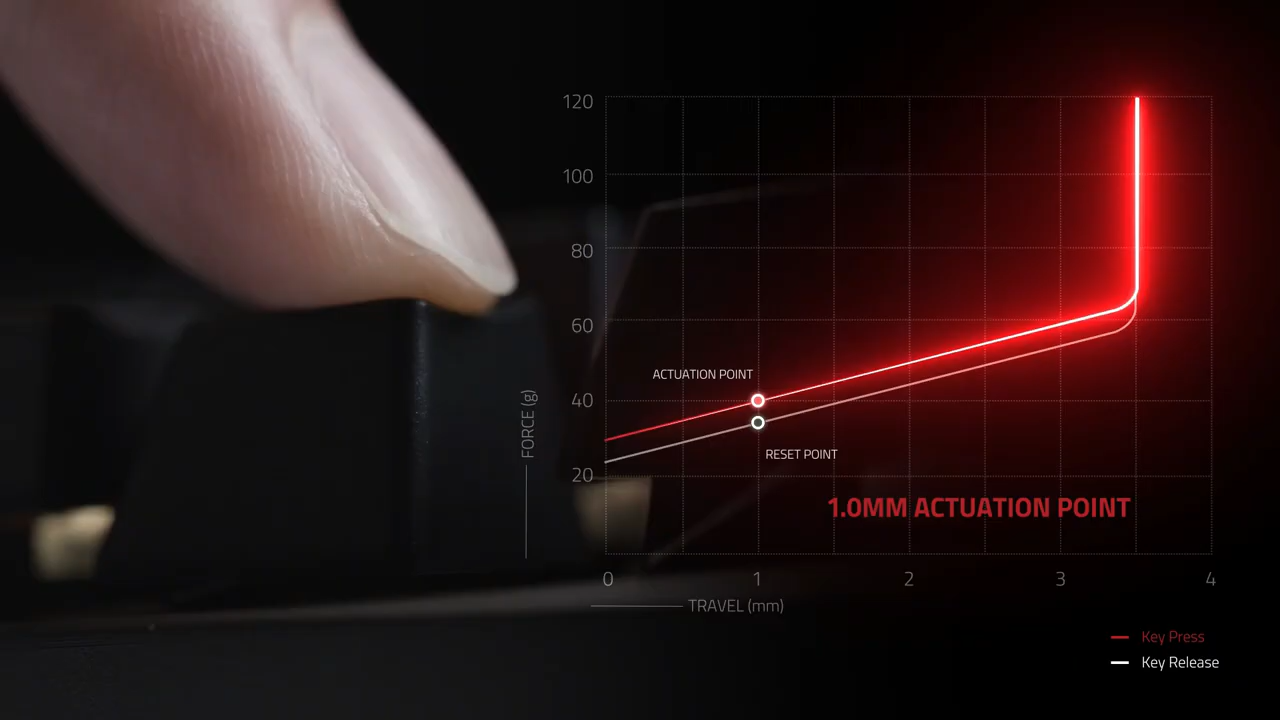 120
100
80
60
40
20
FORCE (g)
ACTUATION POINT
RESET POINT
1.0MM ACTUATION POINT
0 1 2 3 4
TRAVEL (mm)
Key Press
Key Release